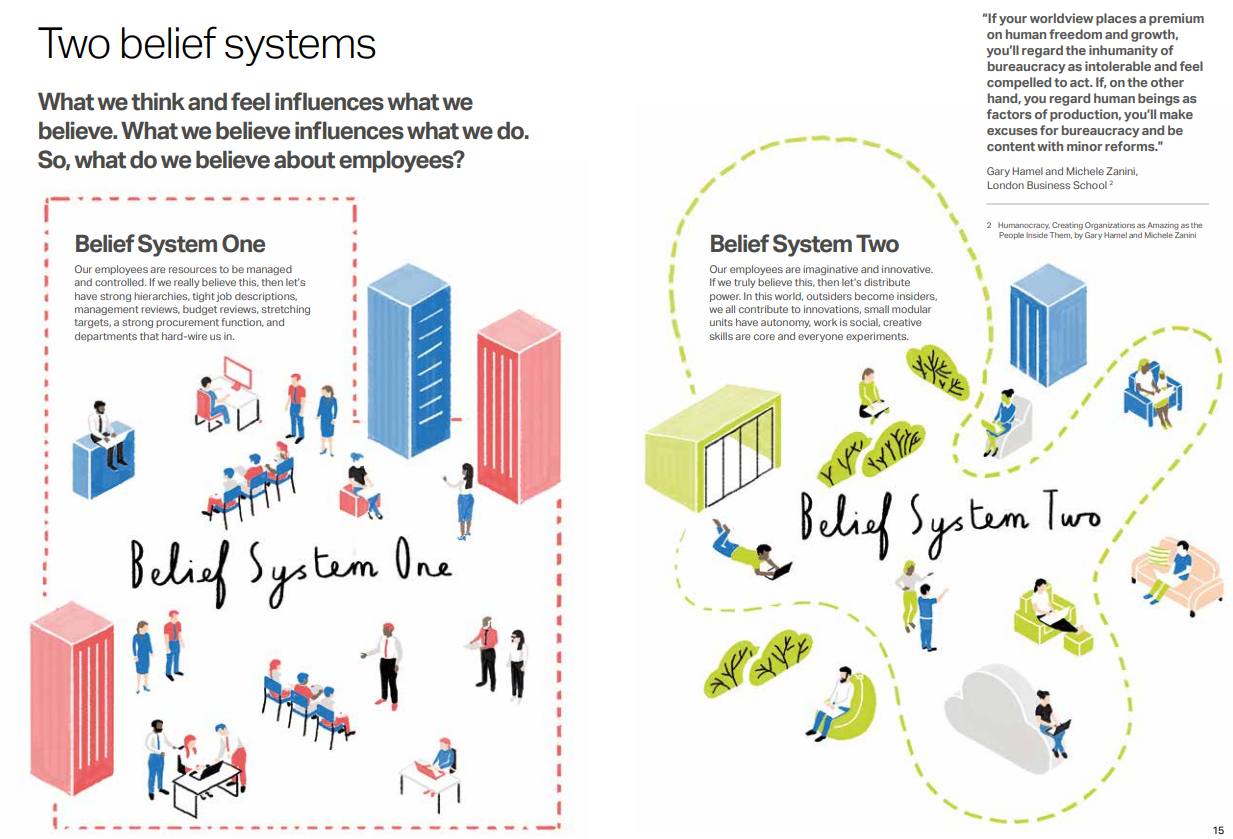 Two belief systems
What we think and feel influences what we
believe. What we believe influences what we do.
So, what do we believe about employees?
Belief System One
Our employees are resources to be managed
and controlled. If we really believe this, then let's
have strong hierarchies, tight job descriptions,
management reviews, budget reviews, stretching
targets, a strong procurement function, and
departments that hard-wire us in.
Belief System One
"If your worldview places a premium
on human freedom and growth,
you'll regard the inhumanity of
bureaucracy as intolerable and feel
compelled to act. If, on the other
hand, you regard human beings as
factors of production, you'll make
excuses for bureaucracy and be
content with minor reforms."
Gary Hamel and Michele Zanini,
London Business School ²
2 Humanocracy, Creating Organizations as Amazing as the
People Inside Them, by Gary Hamel and Michele Zanini
Belief System Two
Our employees are imaginative and innovative.
If we truly believe this, then let's distribute
power. In this world, outsiders become insiders,
we all contribute to innovations, small modular
units have autonomy, work is social, creative
skills are core and everyone experiments.
Belief System Two
15